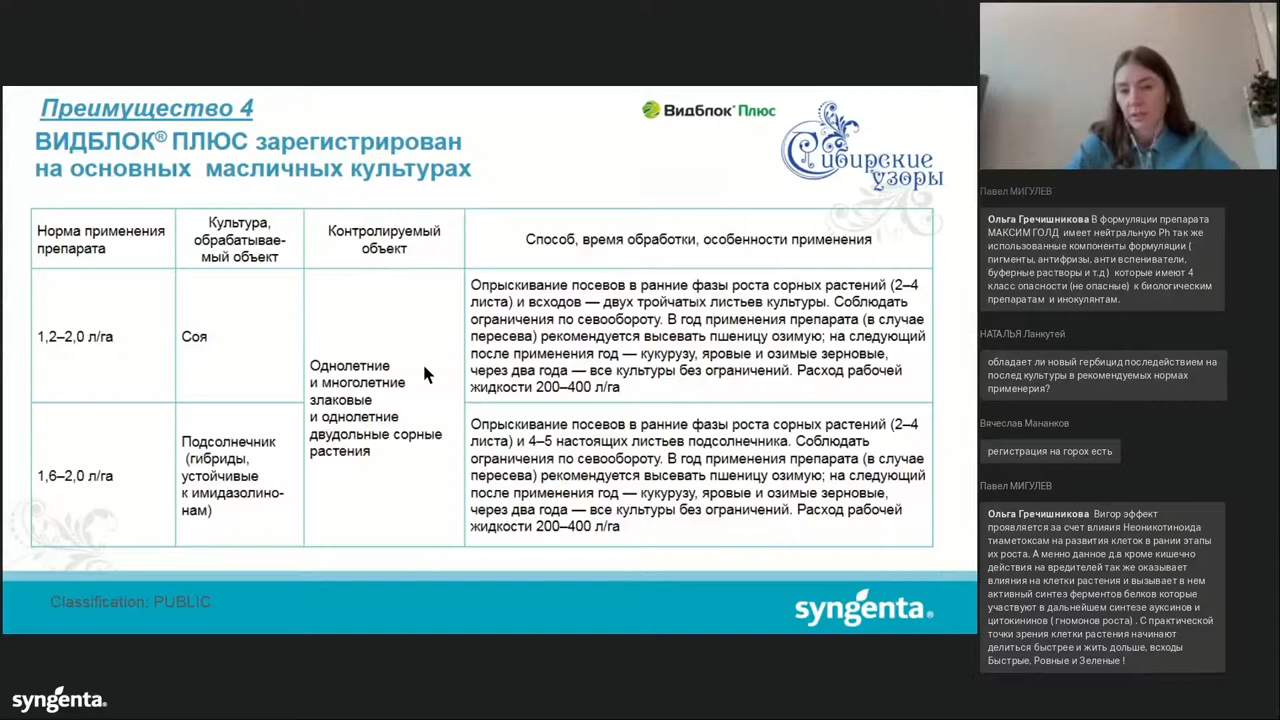 Преимущество 4
ВИДБЛОК® ПЛЮС зарегистрирован
на основных масличных культурах
Видблок Плюс
Сибирские
узоры
Норма применения
препарата
Культура,
обрабатывае-
мый объект
Контролируемый
объект
Способ, время обработки, особенности применения
1,2–2,0 л/га
Соя
Однолетние
и многолетние
злаковые
и однолетние
двудольные сорные
растения
Опрыскивание посевов в ранние фазы роста сорных растений (2–4
листа) и всходов — двух тройчатых листьев культуры. Соблюдать
ограничения по севообороту. В год применения препарата (в случае
пересева) рекомендуется высевать пшеницу озимую; на следующий
после применения год — кукурузу, яровые и озимые зерновые,
через два года — все культуры без ограничений. Расход рабочей
жидкости 200–400 л/га
1,6–2,0 л/га
Подсолнечник
(гибриды,
устойчивые
к имидазолино-
нам)
Опрыскивание посевов в ранние фазы роста сорных растений (2–4
листа) и 4–5 настоящих листьев подсолнечника. Соблюдать
ограничения по севообороту. В год применения препарата (в случае
пересева) рекомендуется высевать пшеницу озимую; на следующий
после применения год — кукурузу, яровые и озимые зерновые,
через два года — все культуры без ограничений. Расход рабочей
жидкости 200–400 л/га
Classification: PUBLIC
syngenta®
syngenta®
Павел МИГУЛЕВ
Ольга Гречишникова В формуляции препарата
МАКСИМ ГОЛД имеет нейтральную Ph так же
использованные компоненты формуляции (
пигменты, антифризы, анти вспениватели,
буферные растворы и т.д ) которые имеют 4
класс опасности (не опасные) к биологическим
препаратам и инокулянтам.
НАТАЛЬЯ Ланкутей
обладает ли новый гербицид последействием на
послед культуры в рекомендуемых нормах
применерия?
Вячеслав Мананков
регистрация на горох есть
Павел МИГУЛЕВ
Ольга Гречишникова Вигор эффект
проявляется за счет влияия Неоникотиноида
тиаметоксам на развития клеток в рании этапы
их роста. А менно данное д.в кроме кишечно
действия на вредителей так же оказывает
влияния на клетки растения и вызывает в нем
активный синтез ферментов белков которые
участвуют в дальнейшем синтезе ауксинов и
цитокининов ( гномонов роста) . С практической
точки зрения клетки растения начинают
делиться быстрее и жить дольше, всходы
Быстрые, Ровные и Зеленые !